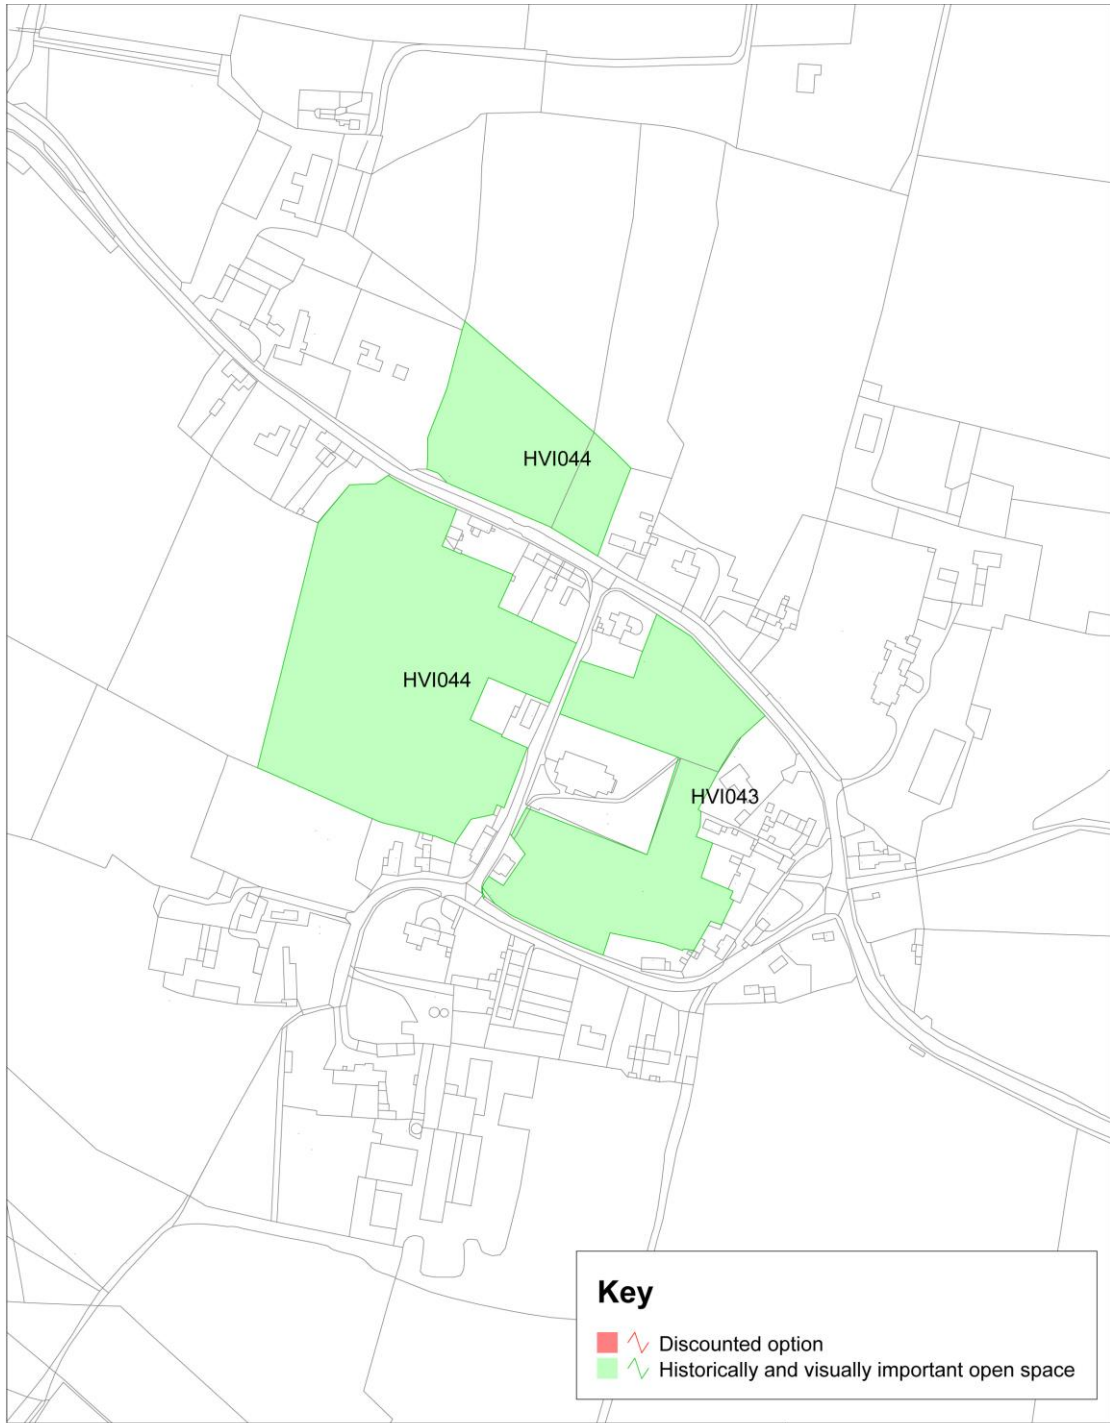 HVI044
HVI044
HVI043
Key
Discounted option
Historically and visually important open space